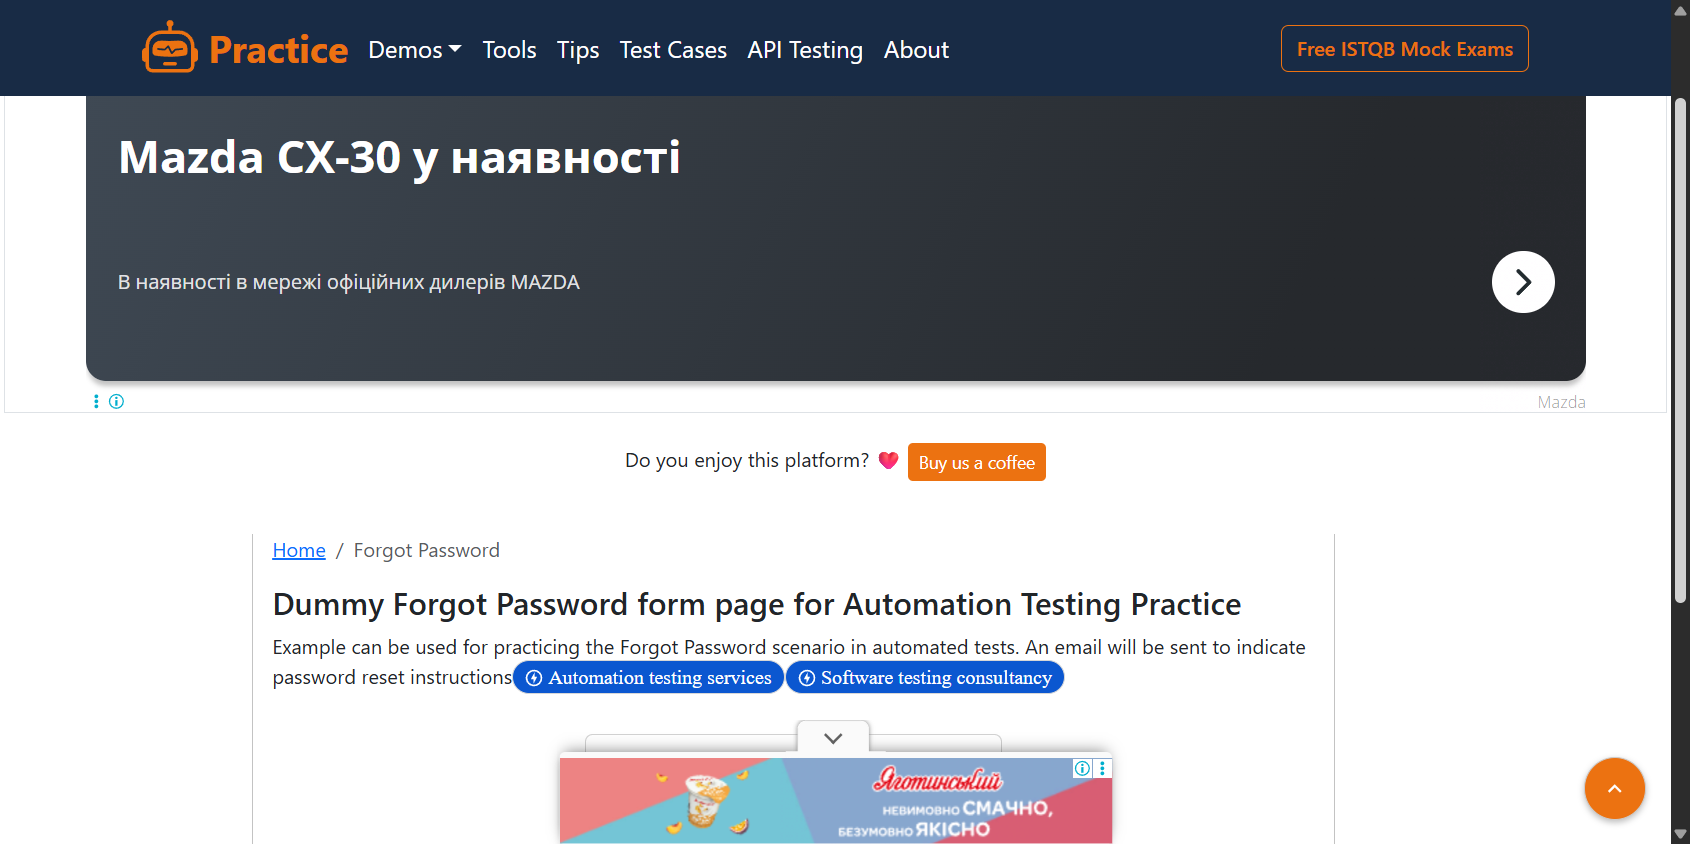 Practice Demos Tools Tips Test Cases API Testing About Free ISTQB Mock Exams
Mazda CX-30 у наявності
В наявності в мережі офіційних дилерів MAZDA
Mazda
Do you enjoy this platform? Buy us a coffee
Home / Forgot Password
Dummy Forgot Password form page for Automation Testing Practice
Example can be used for practicing the Forgot Password scenario in automated tests. An email will be sent to indicate
password reset instructions Automation testing services Software testing consultancy
Яготинський
НЕВИМОВНО СМАЧНО,
БЕЗУМОВНО ЯКІСНО